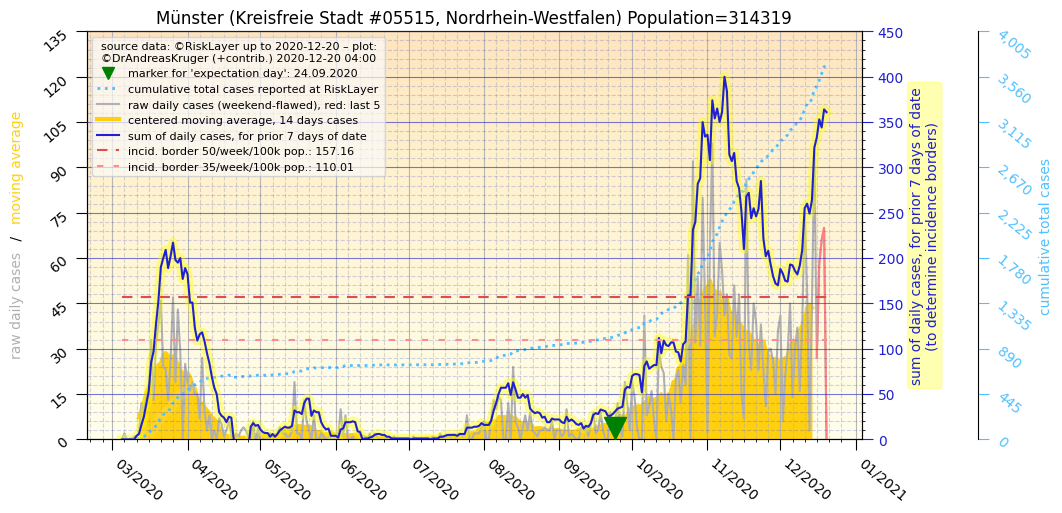 Münster (Kreisfreie Stadt #05515, Nordrhein-Westfalen) Population=314319
source data: ©RiskLayer up to 2020-12-20 – plot:
©DrAndreasKruger (+contrib.) 2020-12-20 04:00
marker for 'expectation day': 24.09.2020
cumulative total cases reported at RiskLayer
raw daily cases (weekend-flawed), red: last 5
centered moving average, 14 days cases
sum of daily cases, for prior 7 days of date
incid. border 50/week/100k pop.: 157.16
incid. border 35/week/100k pop.: 110.01
raw daily cases / moving average
135
120
105
90
75
60
45
30
15
0
03/2020
04/2020
05/2020
06/2020
07/2020
08/2020
09/2020
10/2020
11/2020
12/2020
01/2021
450
400
350
300
250
200
150
100
50
0
sum of daily cases, for prior 7 days of date
(to determine incidence borders)
4,005
3,560
3,115
2,670
2,225
1,780
1,335
890
445
0
cumulative total cases